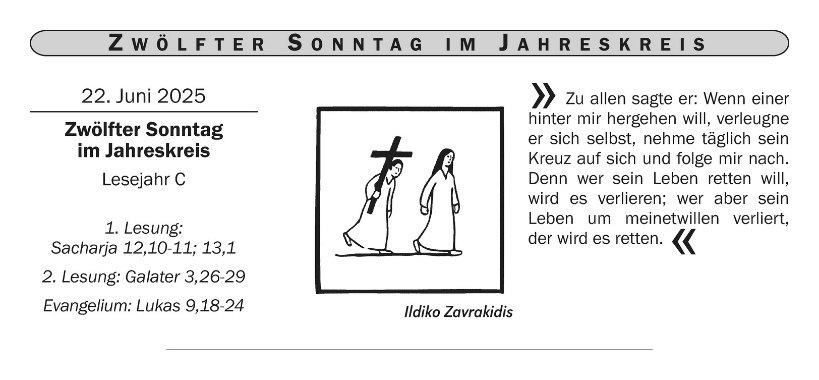 ZWÖLFTER SONNTAG IM JAHRESKREIS
22. Juni 2025
Zwölfter Sonntag
im Jahreskreis
Lesejahr C
1. Lesung:
Sacharja 12,10-11; 13,1
2. Lesung: Galater 3,26-29
Evangelium: Lukas 9,18-24
Ildiko Zavrakidis
» Zu allen sagte er: Wenn einer
hinter mir hergehen will, verleugne
er sich selbst, nehme täglich sein
Kreuz auf sich und folge mir nach.
Denn wer sein Leben retten will,
wird es verlieren; wer aber sein
Leben um meinetwillen verliert,
der wird es retten. «